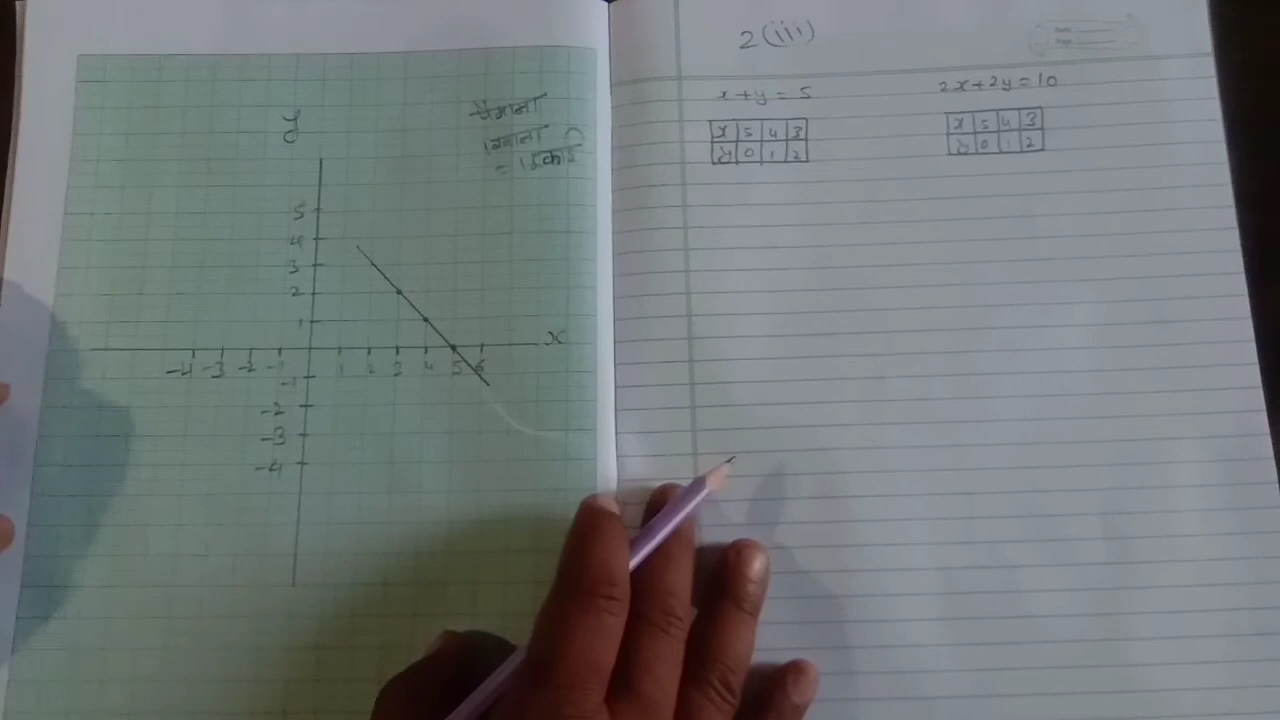 y
पैमाना
1 खाना
= 1 इकाई
5
4
3
2
1
x
-4 -3 -2 -1 1 2 3 4 5 6
-1
-2
-3
-4
2 (iii)
x + y = 5
x 5 4 3
y 0 1 2
2x + 2y = 10
x 5 4 3
y 0 1 2